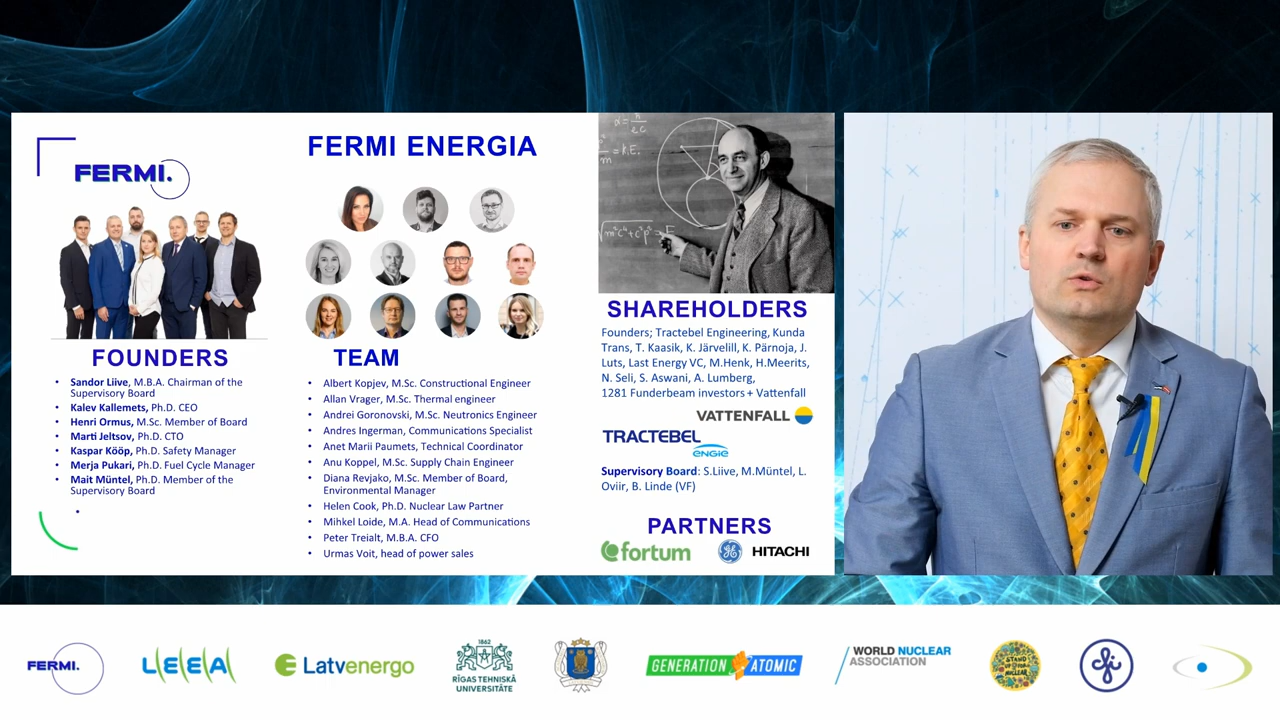 FERMI.
FERMI ENERGIA
FOUNDERS
• Sandor Liive, M.B.A. Chairman of the
Supervisory Board
• Kalev Kallemets, Ph.D. CEO
• Henri Ormus, M.Sc. Member of Board
• Marti Jeltsov, Ph.D. CTO
• Kaspar Kööp, Ph.D. Safety Manager
• Merja Pukari, Ph.D. Fuel Cycle Manager
• Mait Müntel, Ph.D. Member of the
Supervisory Board
•
TEAM
• Albert Kopjev, M.Sc. Constructional Engineer
• Allan Vrager, M.Sc. Thermal engineer
• Andrei Goronovski, M.Sc. Neutronics Engineer
• Andres Ingerman, Communications Specialist
• Anet Marii Paumets, Technical Coordinator
• Anu Koppel, M.Sc. Supply Chain Engineer
• Diana Revjako, M.Sc. Member of Board,
Environmental Manager
• Helen Cook, Ph.D. Nuclear Law Partner
• Mihkel Loide, M.A. Head of Communications
• Peter Treialt, M.B.A. CFO
• Urmas Voit, head of power sales
SHAREHOLDERS
Founders; Tractebel Engineering, Kunda
Trans, T. Kaasik, K. Järvelill, K. Pärnoja, J.
Luts, Last Energy VC, M.Henk, H.Meerits,
N. Seli, S. Aswani, A. Lumberg,
1281 Funderbeam investors + Vattenfall
VATTENFALL
TRACTEBEL
ENGIE
Supervisory Board: S.Liive, M.Müntel, L.
Oviir, B. Linde (VF)
PARTNERS
fortum
HITACHI
FERMI.
LEEA
Latvenergo
1862
RĪGAS TEHNISKĀ
UNIVERSITĀTE
GENERATION ATOMIC
WORLD NUCLEAR
ASSOCIATION
STAND
UP FOR
NUCLEAR